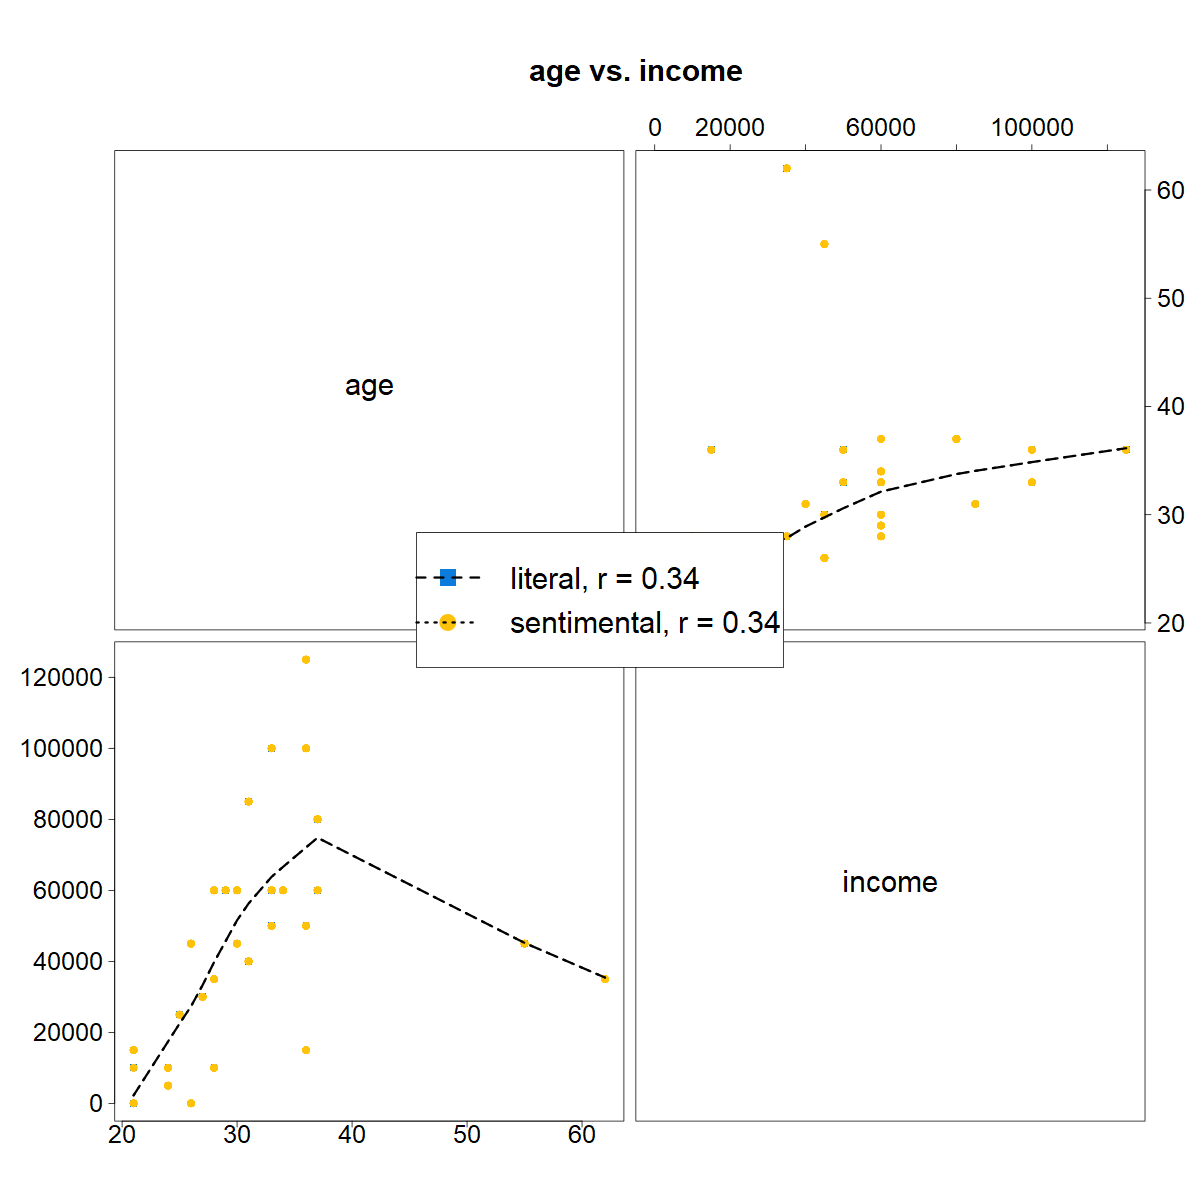 age vs. income
0 20000 60000 100000
60
50
40
30
20
age
literal, r = 0.34
sentimental, r = 0.34
120000
100000
80000
60000
40000
20000
0
income
20 30 40 50 60